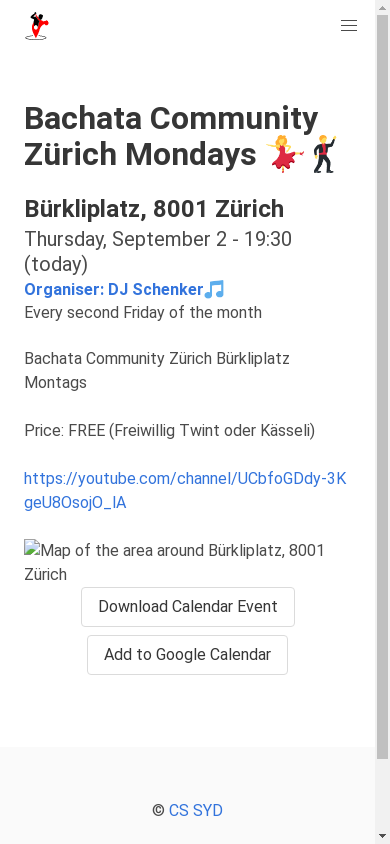 Bachata Community
Zürich Mondays 💃🕺
Bürkliplatz, 8001 Zürich
Thursday, September 2 - 19:30
(today)
Organiser: DJ Schenker🎵
Every second Friday of the month
Bachata Community Zürich Bürkliplatz
Montags
Price: FREE (Freiwillig Twint oder Kässeli)
https://youtube.com/channel/UCbfoGDdy-3K
geU8OsojO_lA
Map of the area around Bürkliplatz, 8001
Zürich
Download Calendar Event
Add to Google Calendar
© CS SYD